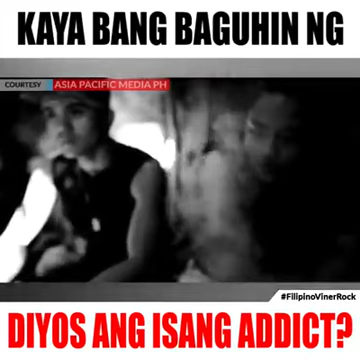 KAYA BANG BAGUHIN NG
COURTESY ASIA PACIFIC MEDIA PH
#FilipinoVinerRock
DIYOS ANG ISANG ADDICT?